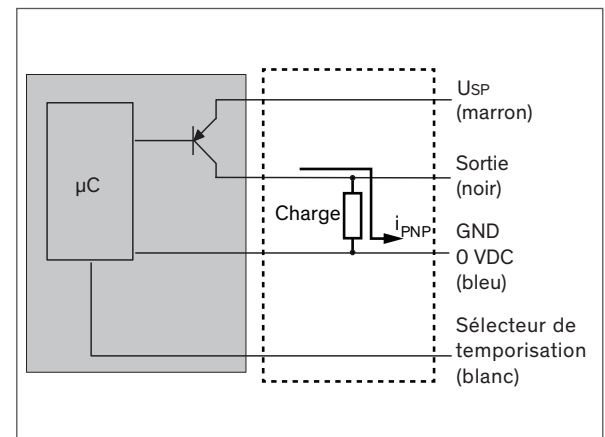 USP
(marron)
Sortie
(noir)
µC
Charge
iPNP
GND
0 VDC
(bleu)
Sélecteur de
temporisation
(blanc)